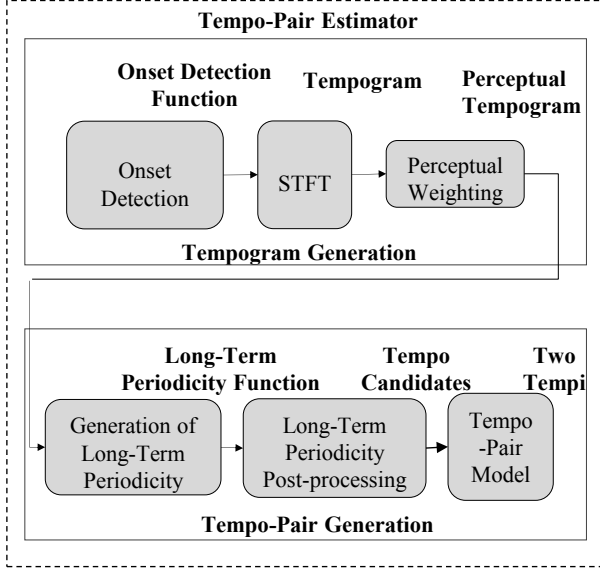 Tempo-Pair Estimator
Onset Detection
Function
Tempogram
Perceptual
Tempogram
Onset
Detection
STFT
Perceptual
Weighting
Tempogram Generation
Long-Term
Periodicity Function
Tempo
Candidates
Two
Tempi
Generation of
Long-Term
Periodicity
Long-Term
Periodicity
Post-processing
Tempo
-Pair
Model
Tempo-Pair Generation